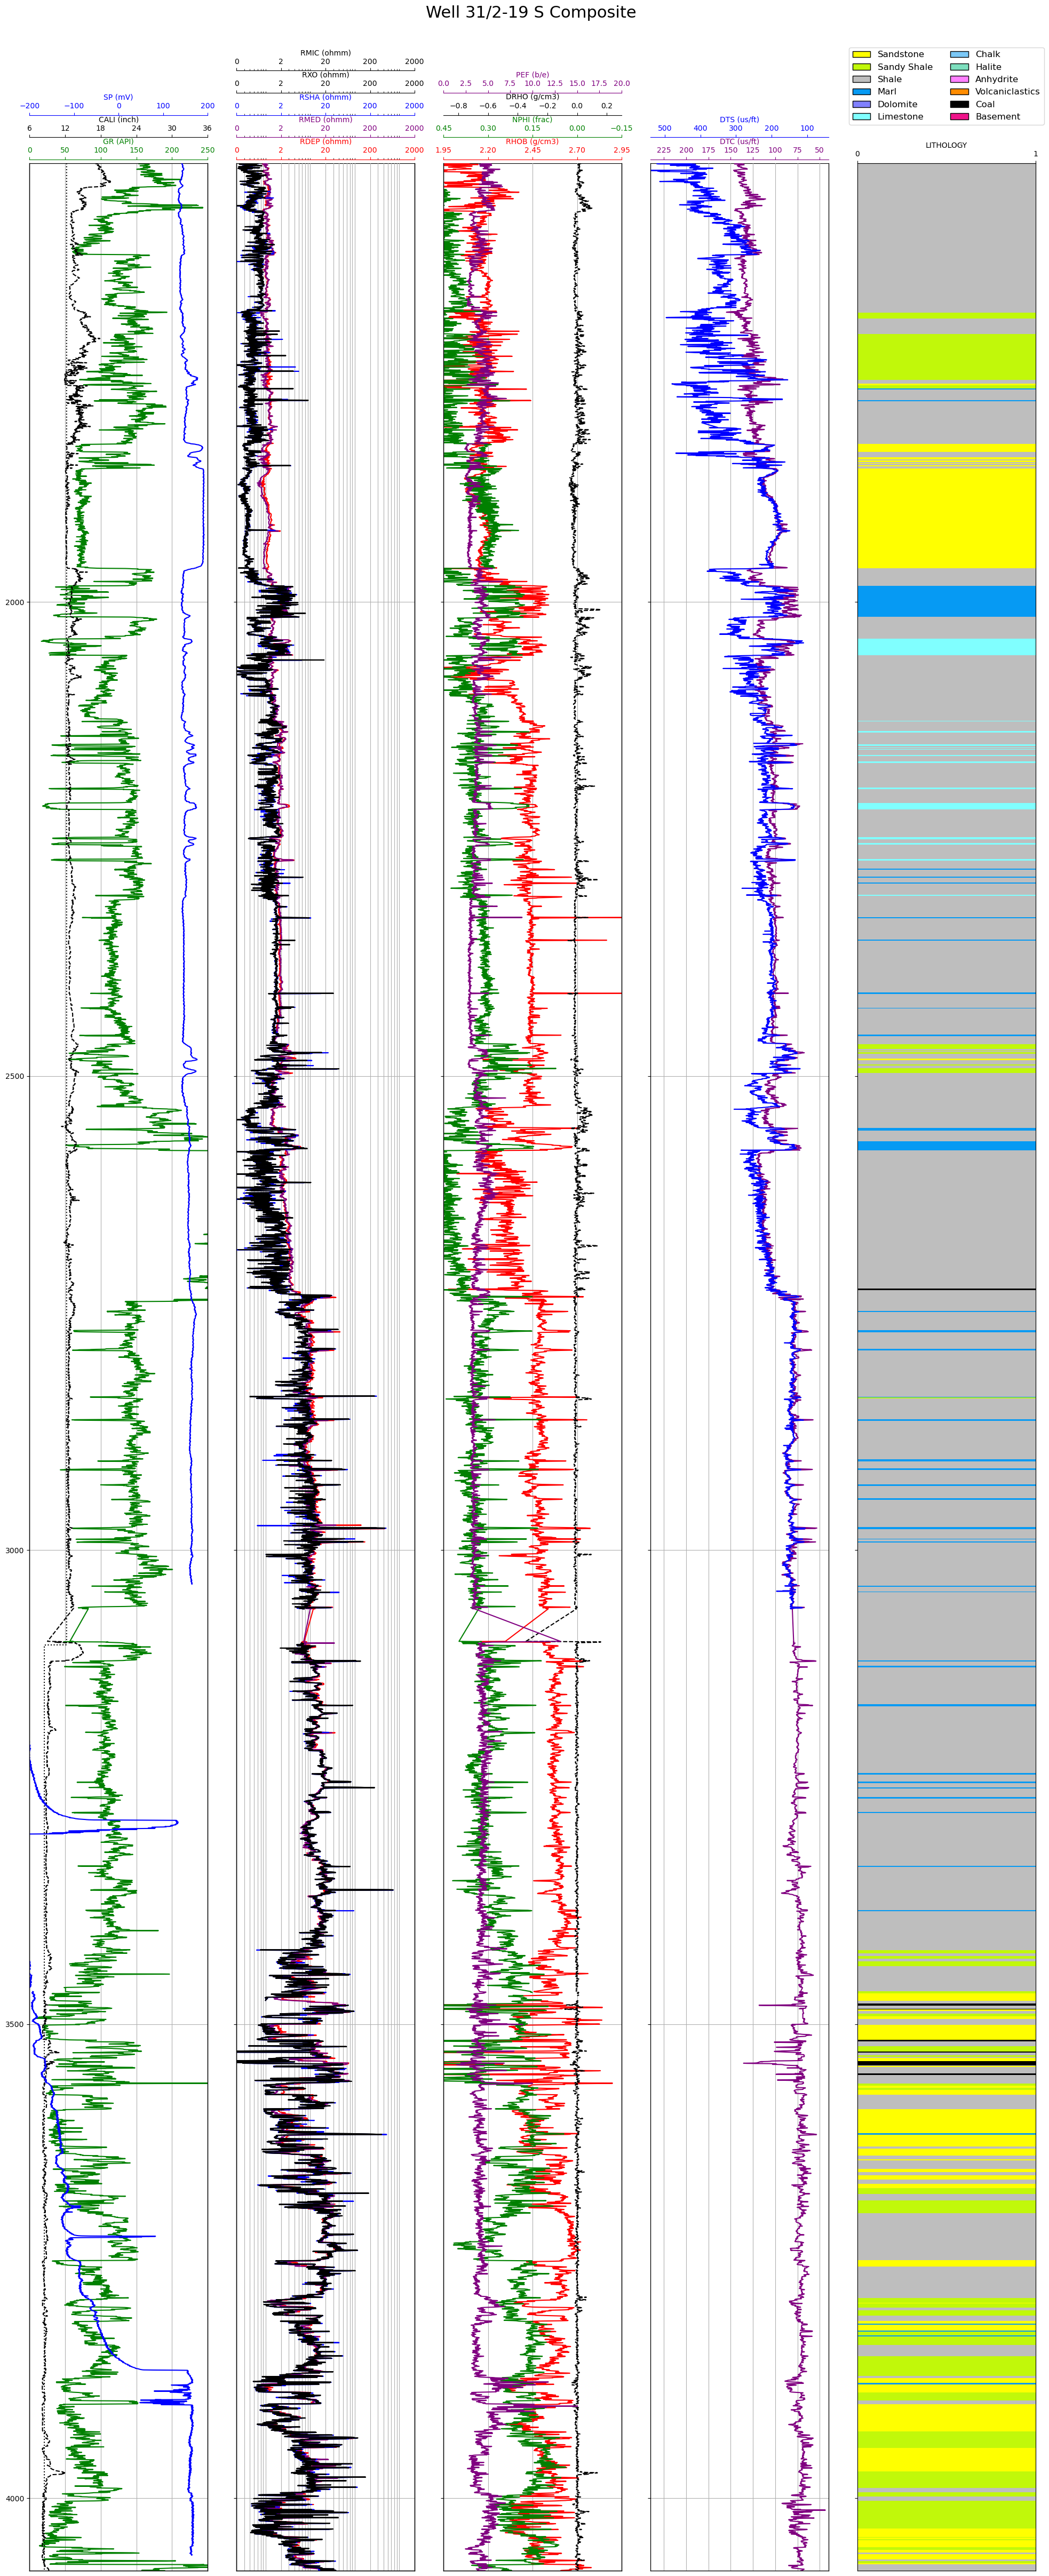 Well 31/2-19 S Composite
RMIC (ohmm)
0 2 20 200 2000
RXO (ohmm)
0 2 20 200 2000
PEF (b/e)
0.0 2.5 5.0 7.5 10.0 12.5 15.0 17.5 20.0
SP (mV)
−200 −100 0 100 200
RSHA (ohmm)
0 2 20 200 2000
DRHO (g/cm3)
−0.8 −0.6 −0.4 −0.2 0.0 0.2
DTS (us/ft)
500 400 300 200 100
CALI (inch)
6 12 18 24 30 36
RMED (ohmm)
0 2 20 200 2000
NPHI (frac)
0.45 0.30 0.15 0.00 −0.15
GR (API)
0 50 100 150 200 250
RDEP (ohmm)
0 2 20 200 2000
RHOB (g/cm3)
1.95 2.20 2.45 2.70 2.95
DTC (us/ft)
225 200 175 150 125 100 75 50
Sandstone
Sandy Shale
Shale
Marl
Dolomite
Limestone
Chalk
Halite
Anhydrite
Volcaniclastics
Coal
Basement
LITHOLOGY
0 1
2000
2500
3000
3500
4000